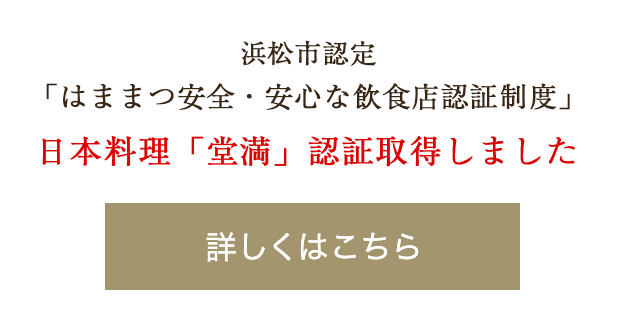 浜松市認定
「はままつ安全・安心な飲食店認証制度」
日本料理「堂満」認証取得しました
詳しくはこちら